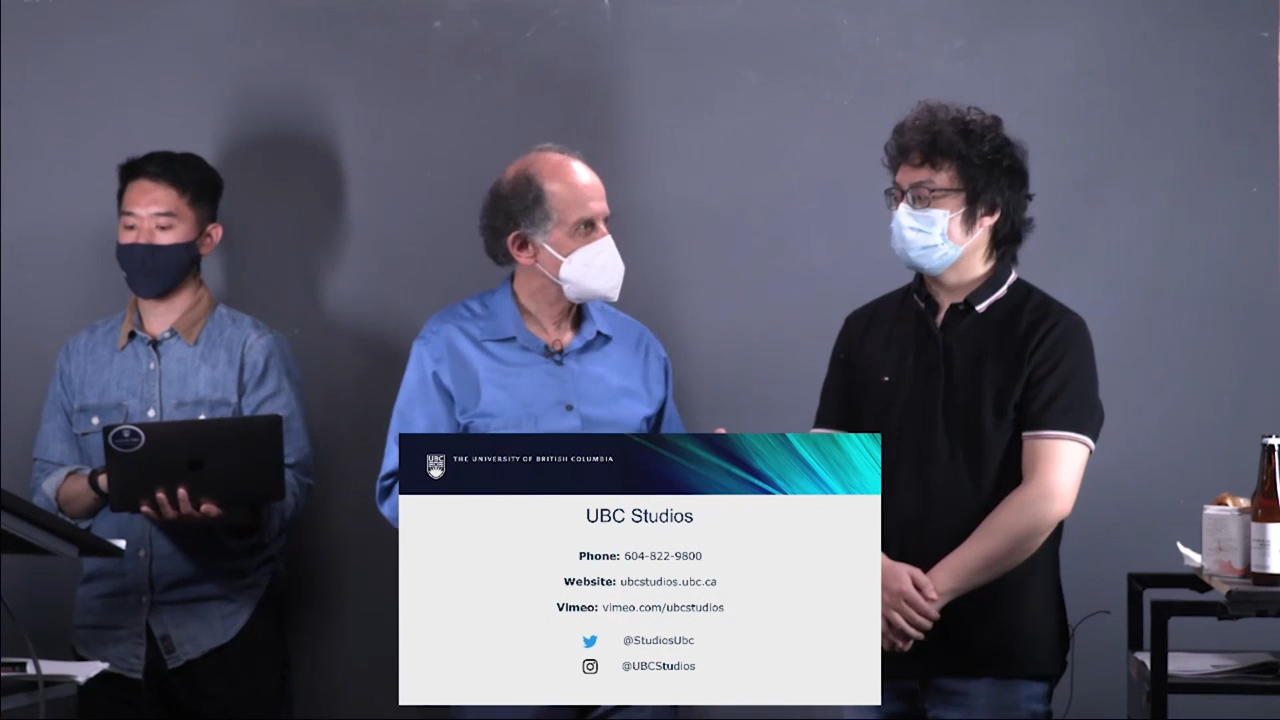 UBC
THE UNIVERSITY OF BRITISH COLUMBIA
UBC Studios
Phone: 604-822-9800
Website: ubcstudios.ubc.ca
Vimeo: vimeo.com/ubcstudios
@StudiosUbc
@UBCStudios